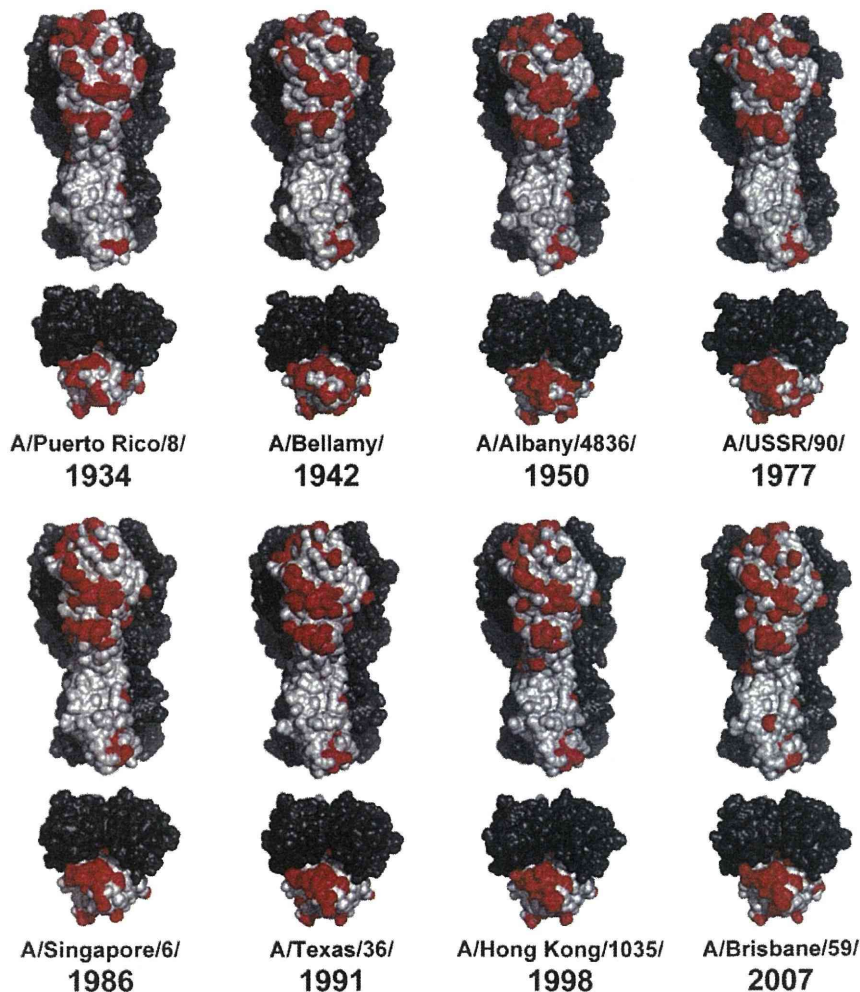 A/Puerto Rico/8/
1934
A/Bellamy/
1942
A/Albany/4836/
1950
A/USSR/90/
1977
A/Singapore/6/
1986
A/Texas/36/
1991
A/Hong Kong/1035/
1998
A/Brisbane/59/
2007